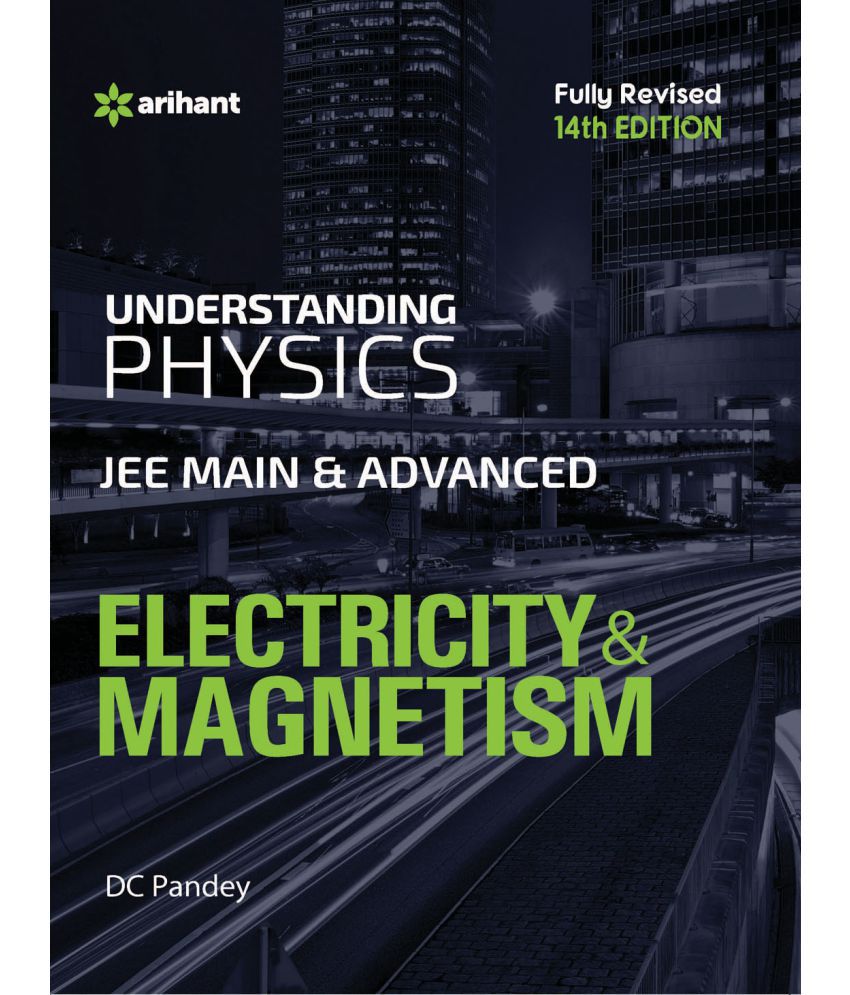 arihant
Fully Revised
14th EDITION
UNDERSTANDING
PHYSICS
JEE MAIN & ADVANCED
ELECTRICITY &
MAGNETISM
DC Pandey